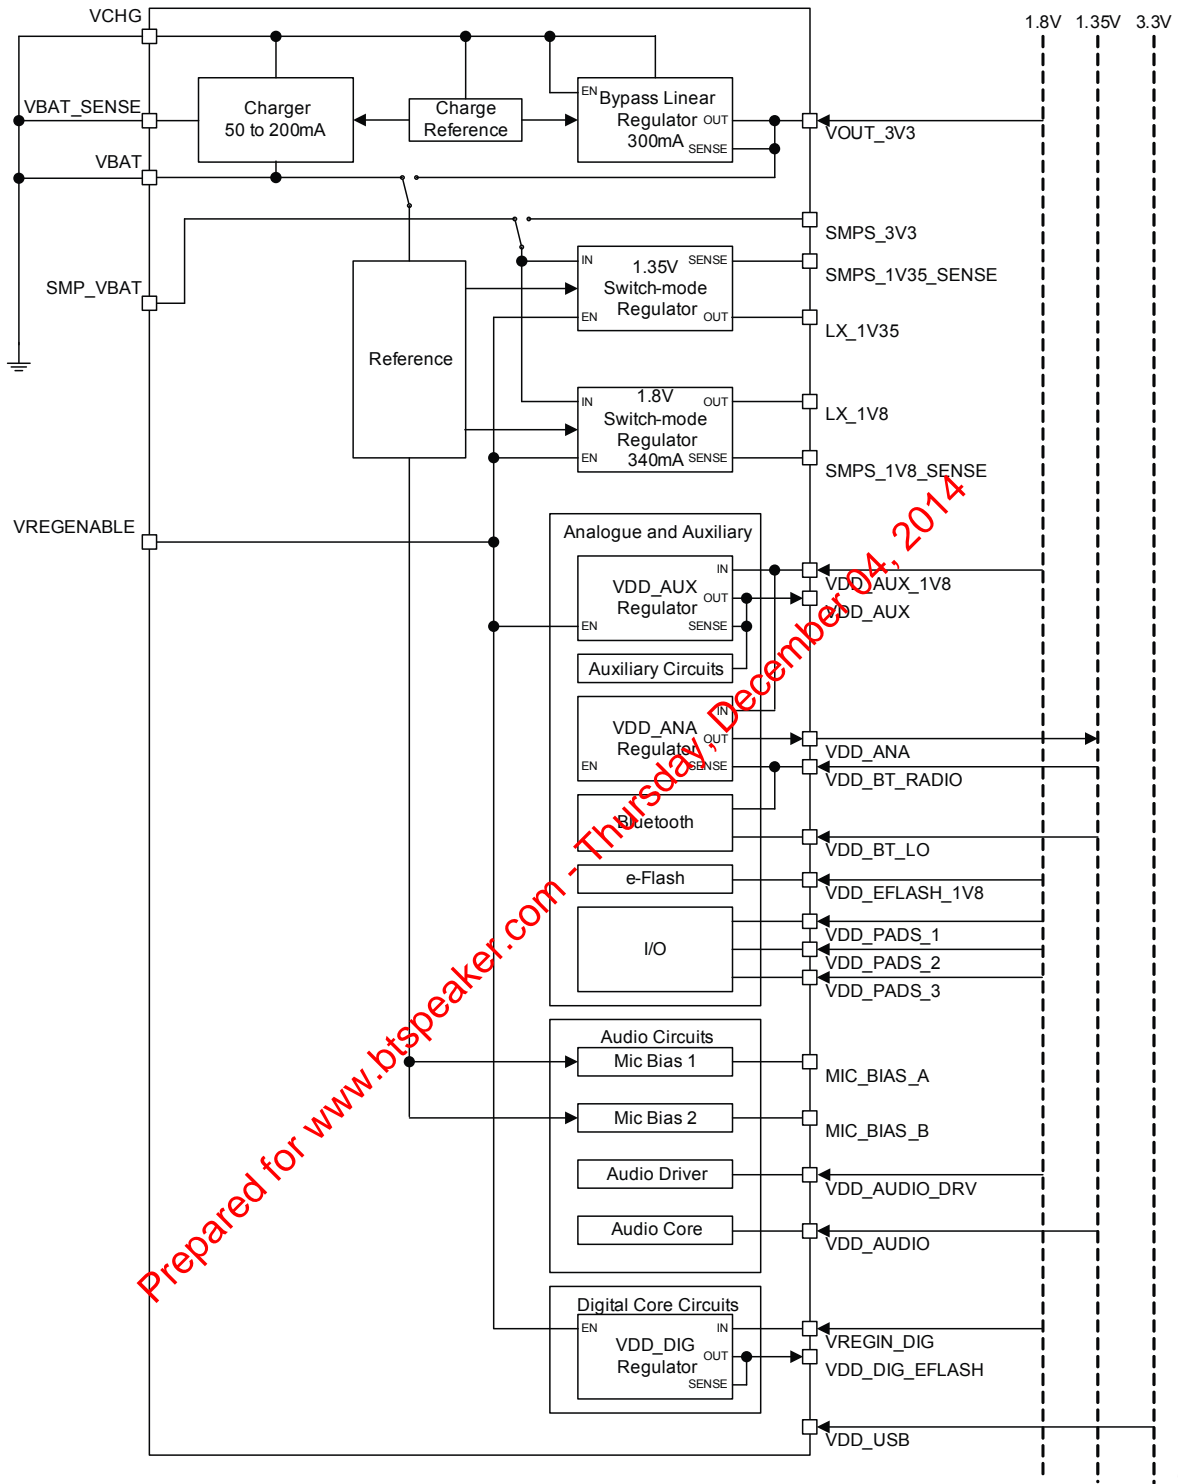 VCHG
1.8V 1.35V 3.3V
VBAT_SENSE
Charger
50 to 200mA
Charge
Reference
EN
Bypass Linear
Regulator
300mA
OUT
SENSE
VOUT_3V3
VBAT
SMPS_3V3
SMP_VBAT
IN
1.35V
Switch-mode
Regulator
SENSE
EN
OUT
SMPS_1V35_SENSE
LX_1V35
Reference
IN
1.8V
Switch-mode
Regulator
340mA
OUT
EN
SENSE
LX_1V8
SMPS_1V8_SENSE
VREGENABLE
Analogue and Auxiliary
IN
VDD_AUX
Regulator
OUT
EN
SENSE
VDD_AUX_1V8
VDD_AUX
Auxiliary Circuits
IN
VDD_ANA
Regulator
OUT
EN
SENSE
VDD_ANA
VDD_BT_RADIO
Bluetooth
VDD_BT_LO
e-Flash
VDD_EFLASH_1V8
I/O
VDD_PADS_1
VDD_PADS_2
VDD_PADS_3
Audio Circuits
Mic Bias 1
MIC_BIAS_A
Mic Bias 2
MIC_BIAS_B
Audio Driver
VDD_AUDIO_DRV
Audio Core
VDD_AUDIO
Digital Core Circuits
EN
IN
VDD_DIG
Regulator
OUT
SENSE
VREGIN_DIG
VDD_DIG_EFLASH
VDD_USB
Prepared for www.btspeaker.com - Thursday, December 04, 2014